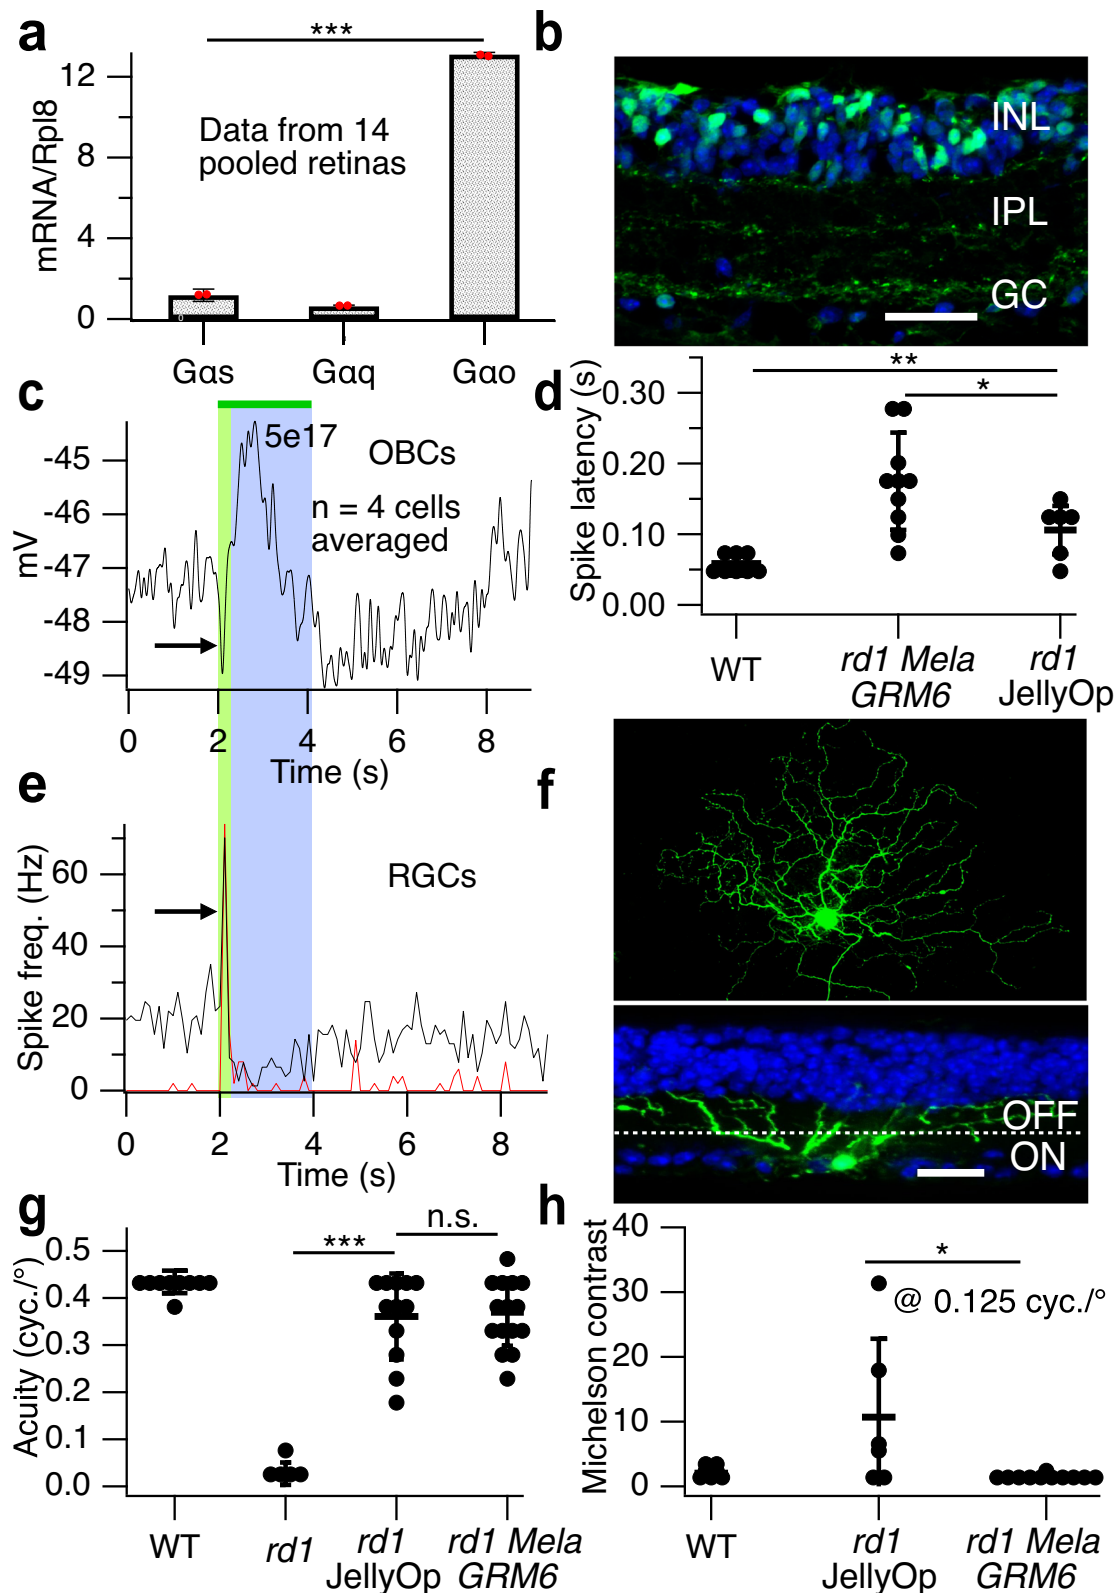 a
***
12
8
4
0
mRNA/Rpl8
Data from 14
pooled retinas
Gαs
Gαq
Gαo
b
INL
IPL
GC
c
5e17
OBCs
n = 4 cells
averaged
-45
-46
-47
-48
-49
mV
0
2
4
6
8
Time (s)
d
**
*
0.30
0.20
0.10
0.00
Spike latency (s)
WT
rd1 Mela
GRM6
rd1
JellyOp
e
RGCs
60
40
20
0
Spike freq. (Hz)
0
2
4
6
8
Time (s)
f
OFF
ON
g
n.s.
***
0.5
0.4
0.3
0.2
0.1
0.0
Acuity (cyc./°)
WT
rd1
rd1
JellyOp
rd1 Mela
GRM6
h
*
@ 0.125 cyc./°
40
30
20
10
0
Michelson contrast
WT
rd1
JellyOp
rd1 Mela
GRM6